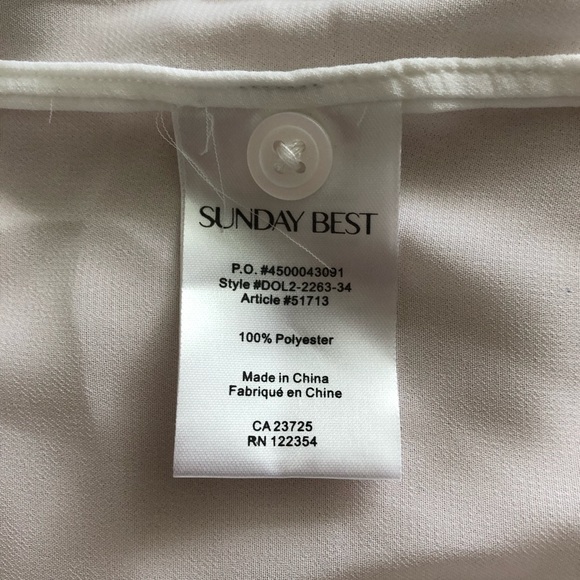 SUNDAY BEST
P.O. #4500043091
Style #DOL2-2263-34
Article #51713
100% Polyester
Made in China
Fabriqué en Chine
CA 23725
RN 122354